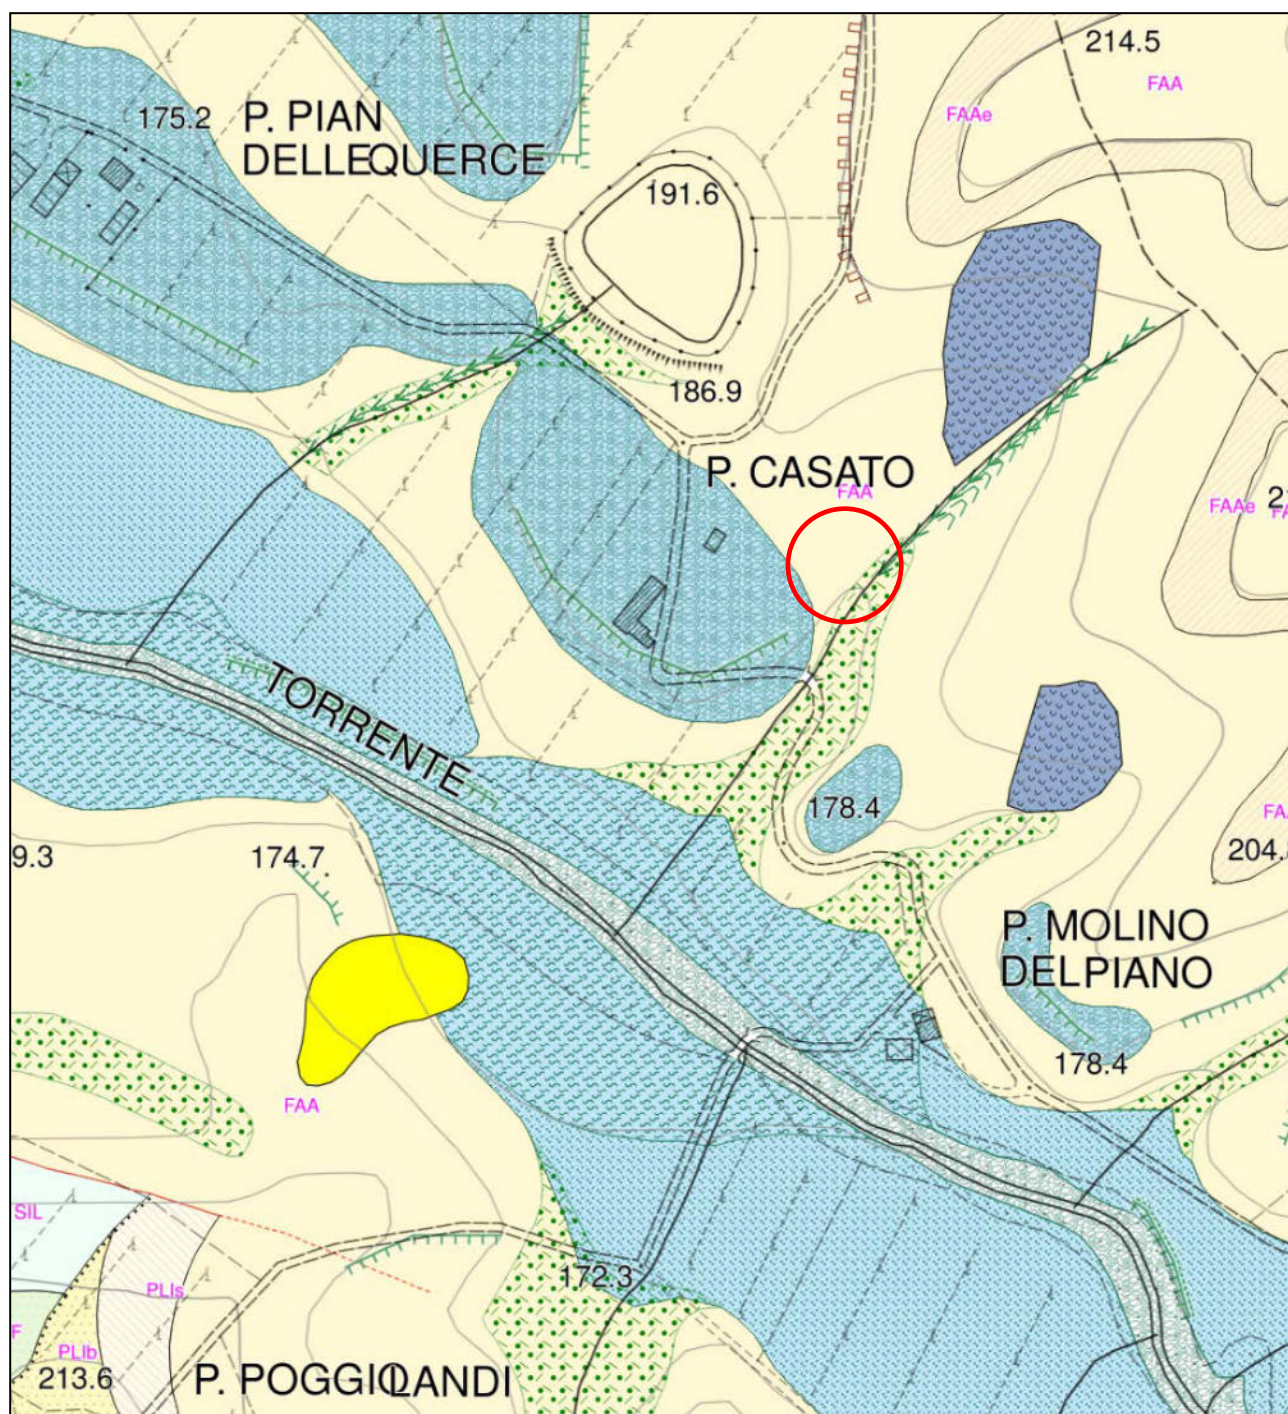 214.5
FAA
FAAe
175.2
P. PIAN
DELLEQUERCE
191.6
186.9
P. CASATO
FAA
FAAe
TORRENTE
178.4
9.3
174.7
204.
P. MOLINO
DELPIANO
178.4
FAA
SIL
172.3
PLIs
F
PLIb
213.6
P. POGGIOLANDI